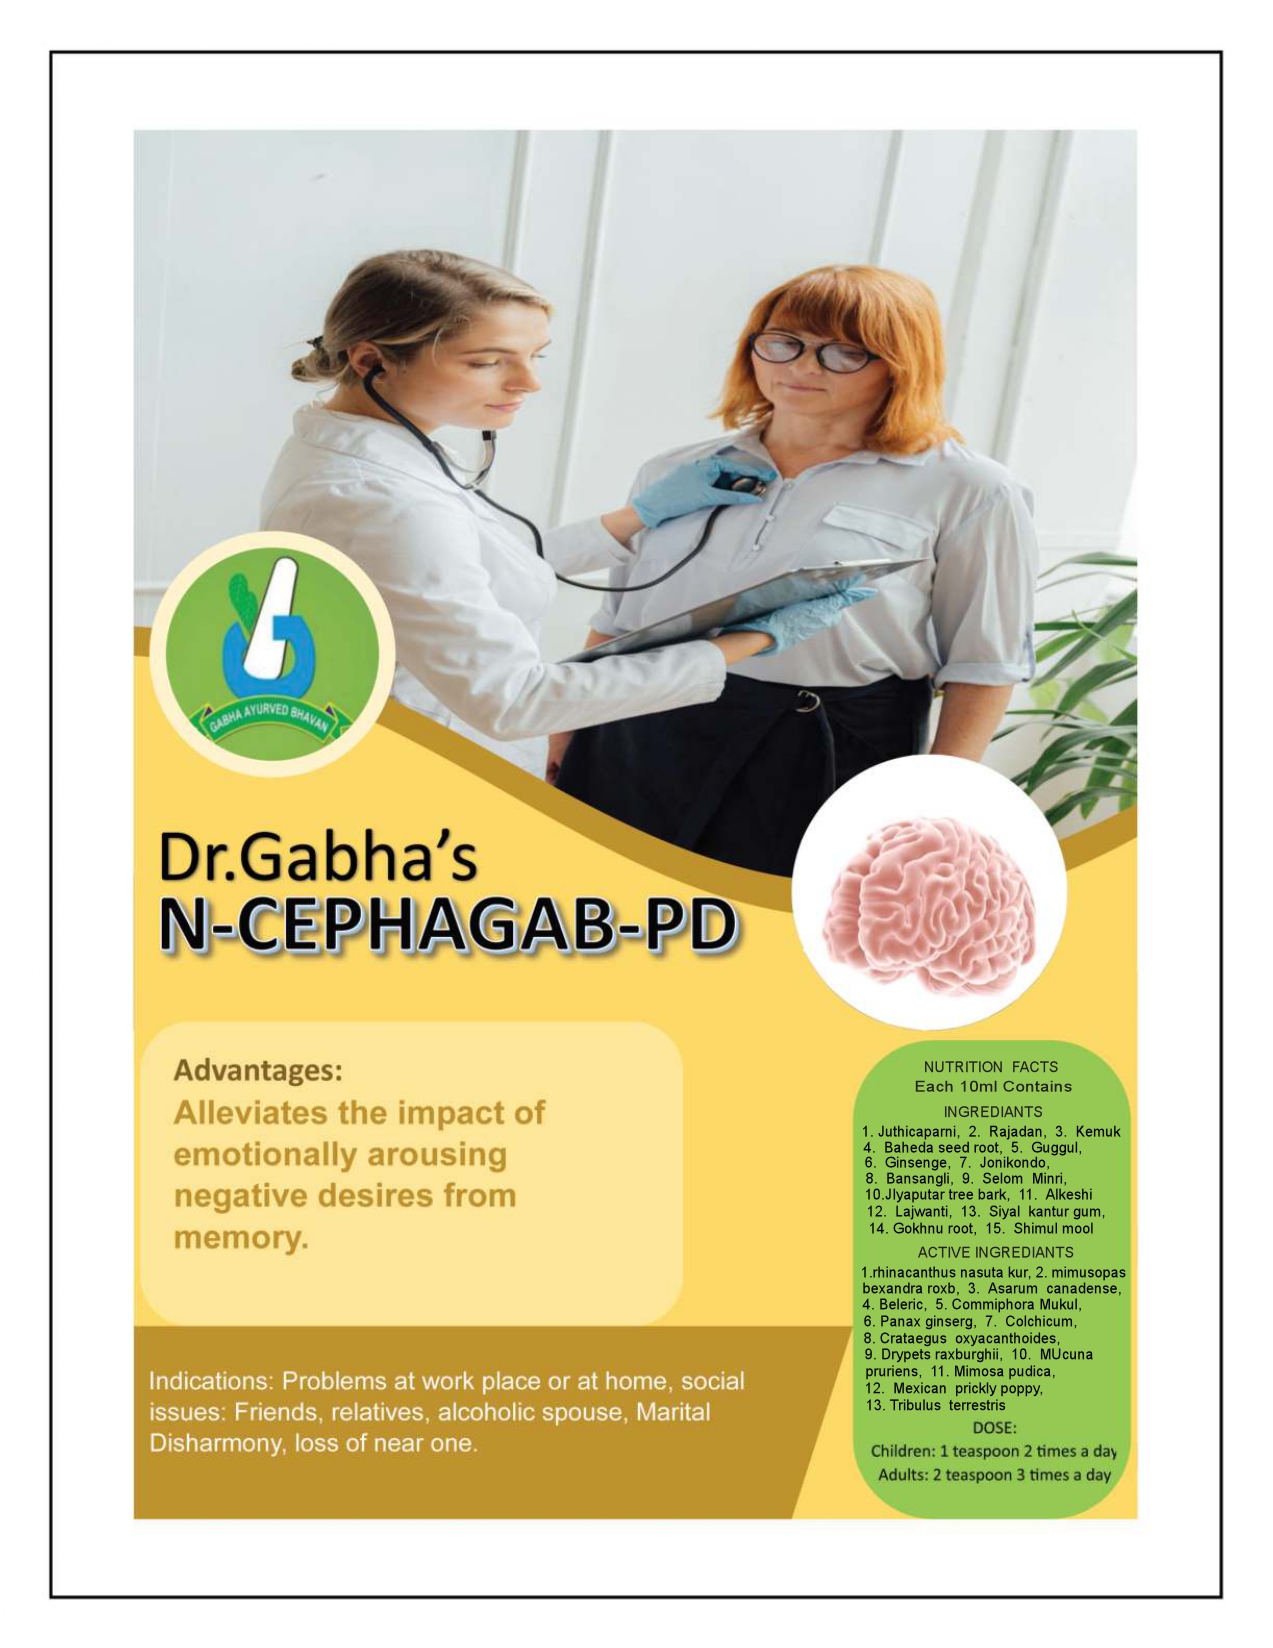 GABHA AYURVED BHAVAN
Dr.Gabha’s
N-CEPHAGAB-PD
Advantages:
Alleviates the impact of
emotionally arousing
negative desires from
memory.
Indications: Problems at work place or at home, social
issues: Friends, relatives, alcoholic spouse, Marital
Disharmony, loss of near one.
NUTRITION FACTS
Each 10ml Contains
INGREDIANTS
1. Juthicaparni, 2. Rajadan, 3. Kemuk
4. Baheda seed root, 5. Guggul,
6. Ginsenge, 7. Jonikondo,
8. Bansangli, 9. Selom Minri,
10.Jlyaputar tree bark, 11. Alkeshi
12. Lajwanti, 13. Siyal kantur gum,
14. Gokhnu root, 15. Shimul mool
ACTIVE INGREDIANTS
1.rhinacanthus nasuta kur, 2. mimusopas
bexandra roxb, 3. Asarum canadense,
4. Beleric, 5. Commiphora Mukul,
6. Panax ginserg, 7. Colchicum,
8. Crataegus oxyacanthoides,
9. Drypets raxburghii, 10. MUcuna
pruriens, 11. Mimosa pudica,
12. Mexican prickly poppy,
13. Tribulus terrestris
DOSE:
Children: 1 teaspoon 2 times a day
Adults: 2 teaspoon 3 times a day